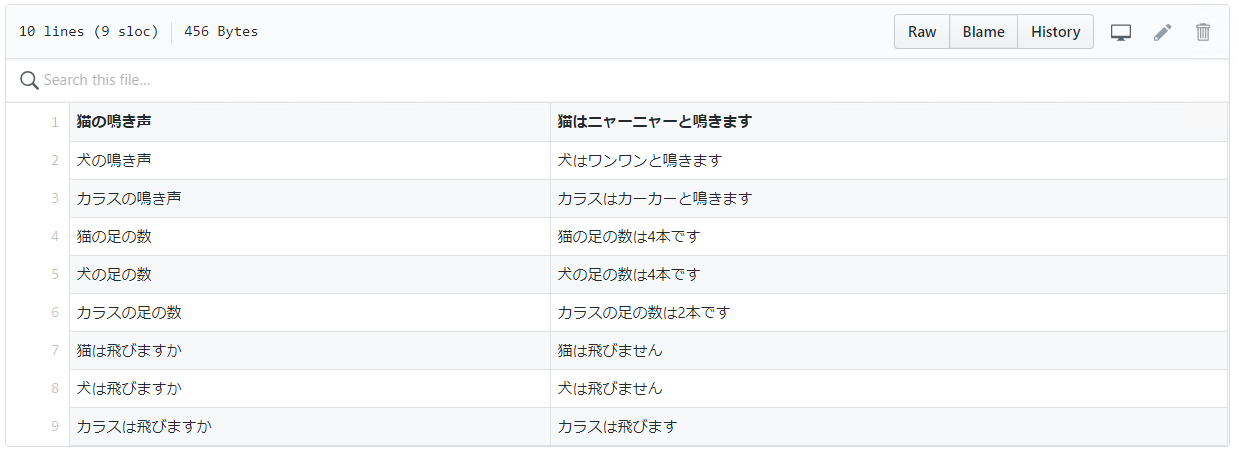 10 lines (9 sloc) 456 Bytes Raw Blame History
Search this file...
1 猫の鳴き声 猫はニャーニャーと鳴きます
2 犬の鳴き声 犬はワンワンと鳴きます
3 カラスの鳴き声 カラスはカーカーと鳴きます
4 猫の足の数 猫の足の数は4本です
5 犬の足の数 犬の足の数は4本です
6 カラスの足の数 カラスの足の数は2本です
7 猫は飛びますか 猫は飛びません
8 犬は飛びますか 犬は飛びません
9 カラスは飛びますか カラスは飛びます